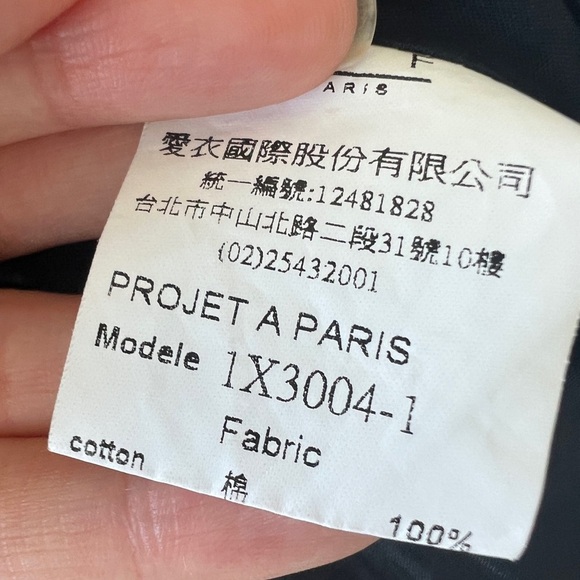 ARIS
愛衣國際股份有限公司
統一編號:12481828
台北市中山北路二段31號10樓
(02)25432001
PROJET A PARIS
Modele 1X3004-1
Fabric
cotton 棉 100%